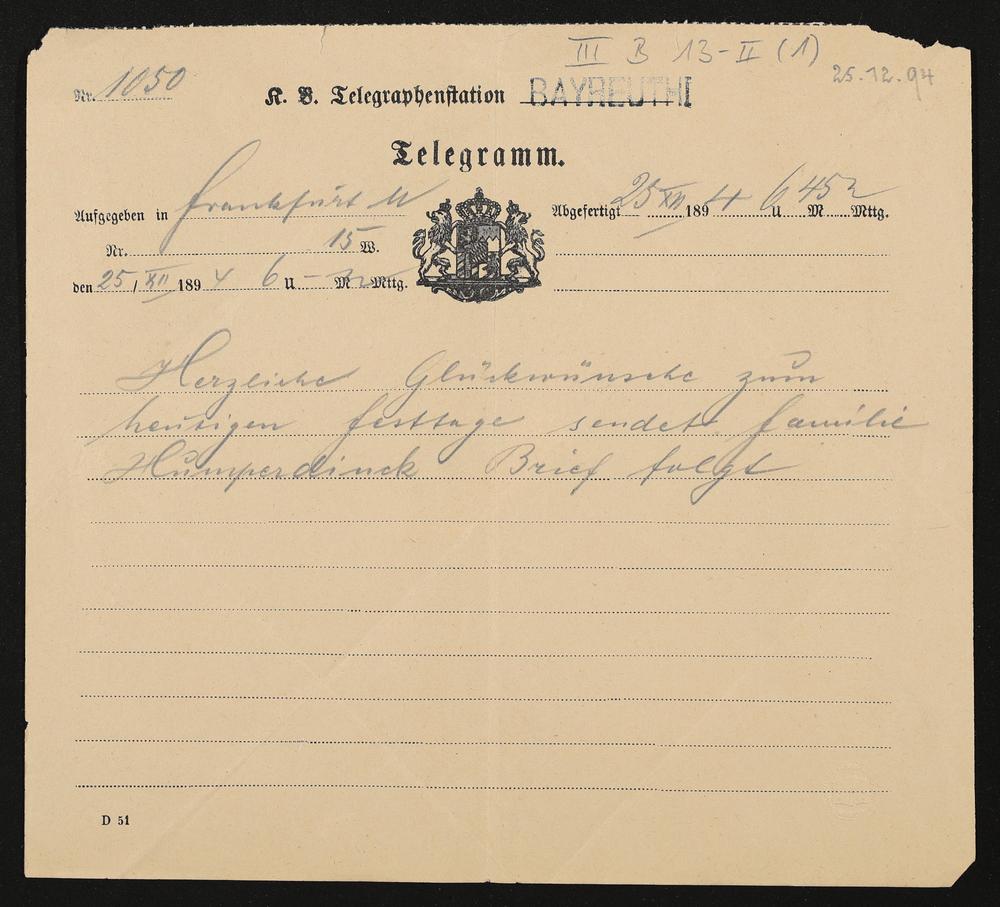 III B 13-II (1)
25.12.94
Nr. 1050
K. B. Telegraphenstation BAYREUTH I
Telegramm.
Aufgegeben in Frankfurt M
Abgefertigt 25 XII 1894 6 U 45 M n Mttg.
Nr. 15 W.
den 25 / XII 1894 6 U - M n Mttg.
Herzliche Glückwünsche zum
heutigen festtage sendet familie
Humperdinck Brief folgt
D 51